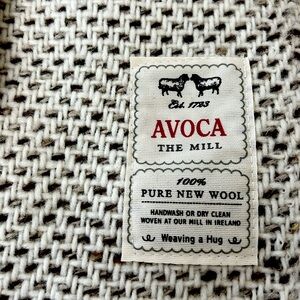 Est. 1723
AVOCA
THE MILL
100%
PURE NEW WOOL
HANDWASH OR DRY CLEAN
WOVEN AT OUR MILL IN IRELAND
Weaving a Hug